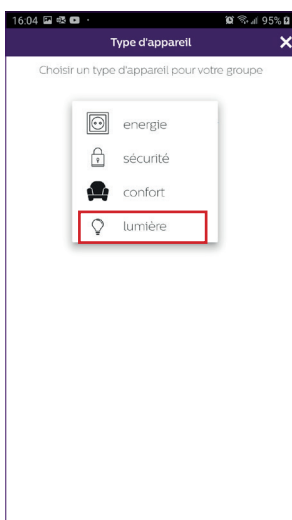 16:04 95%
Type d'appareil
Choisir un type d'appareil pour votre groupe
energie
sécurité
confort
lumière